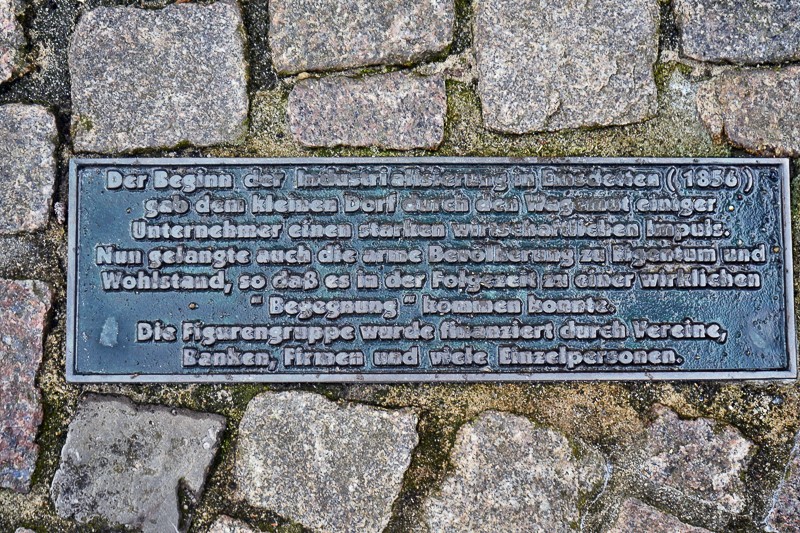 Der Beginn der Industrialisierung in Emsdetten (1856)
gab dem kleinen Dorf durch den Wagemut einiger
Unternehmer einen starken wirtschaftlichen Impuls.
Nun gelangte auch die arme Bevölkerung zu Eigentum und
Wohlstand, so daß es in der Folgezeit zu einer wirklichen
"Begegnung" kommen konnte.
Die Figurengruppe wurde finanziert durch Vereine,
Banken, Firmen und viele Einzelpersonen.